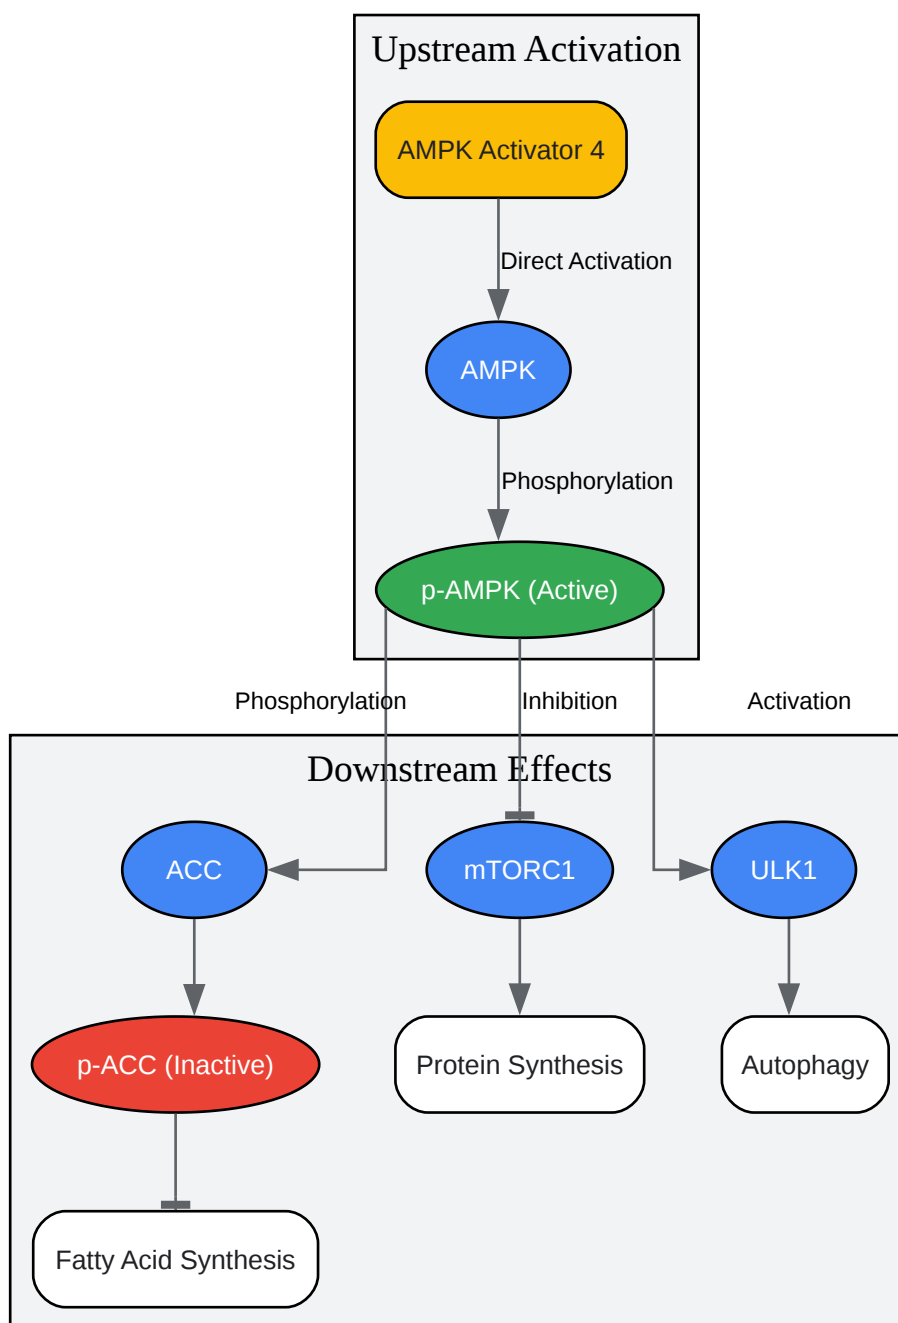 Upstream Activation
AMPK Activator 4
Direct Activation
AMPK
Phosphorylation
p-AMPK (Active)
Phosphorylation
Inhibition
Activation
Downstream Effects
ACC
mTORC1
ULK1
p-ACC (Inactive)
Protein Synthesis
Autophagy
Fatty Acid Synthesis